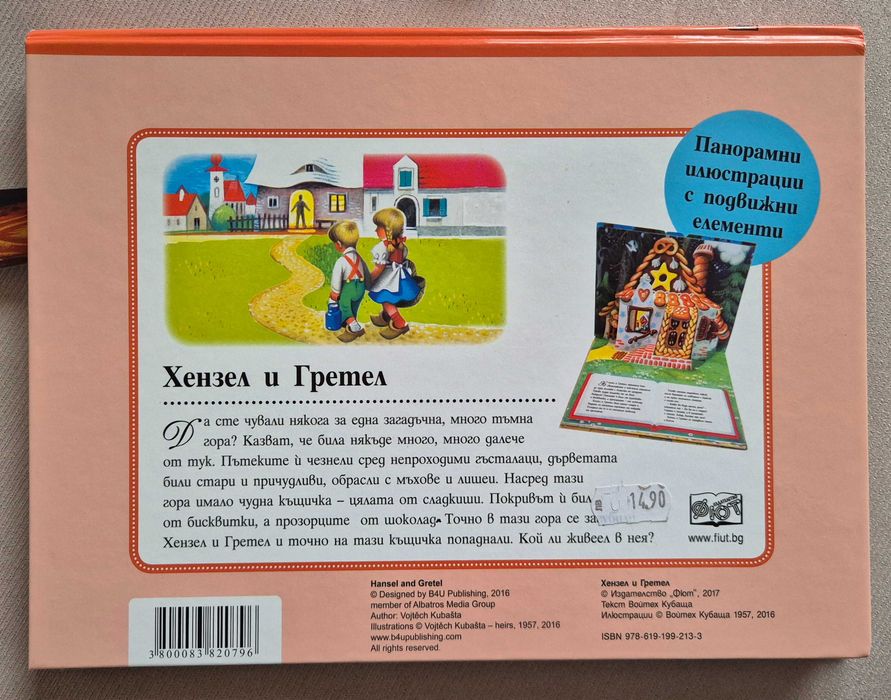 Панорамни
илюстрации
с подвижни
елементи
Хензел и Гретел
Да сте чували някога за една загадъчна, много тъмна
гора? Казват, че била някъде много, много далече
от тук. Пътеките ѝ чезнели сред непроходими гъсталаци, дърветата
били стари и причудливи, обрасли с мъхове и лишеи. Насред тази
гора имало чудна къщичка – цялата от сладкиши. Покривът ѝ бил
от бисквитки, а прозорците от шоколад. Точно в тази гора се
Хензел и Гретел и точно на тази къщичка попаднали. Кой ли живеел в нея?
14.90
ФЮТ
www.fiut.bg
Hansel and Gretel
© Designed by B4U Publishing, 2016
member of Albatros Media Group
Author: Vojtěch Kubašta
Illustrations © Vojtěch Kubašta – heirs, 1957, 2016
www.b4upublishing.com
All rights reserved.
Хензел и Гретел
© Издателство „Фют", 2017
Текст Войтех Кубаща
Илюстрации © Войтех Кубаща 1957, 2016
ISBN 978-619-199-213-3
3800083820796